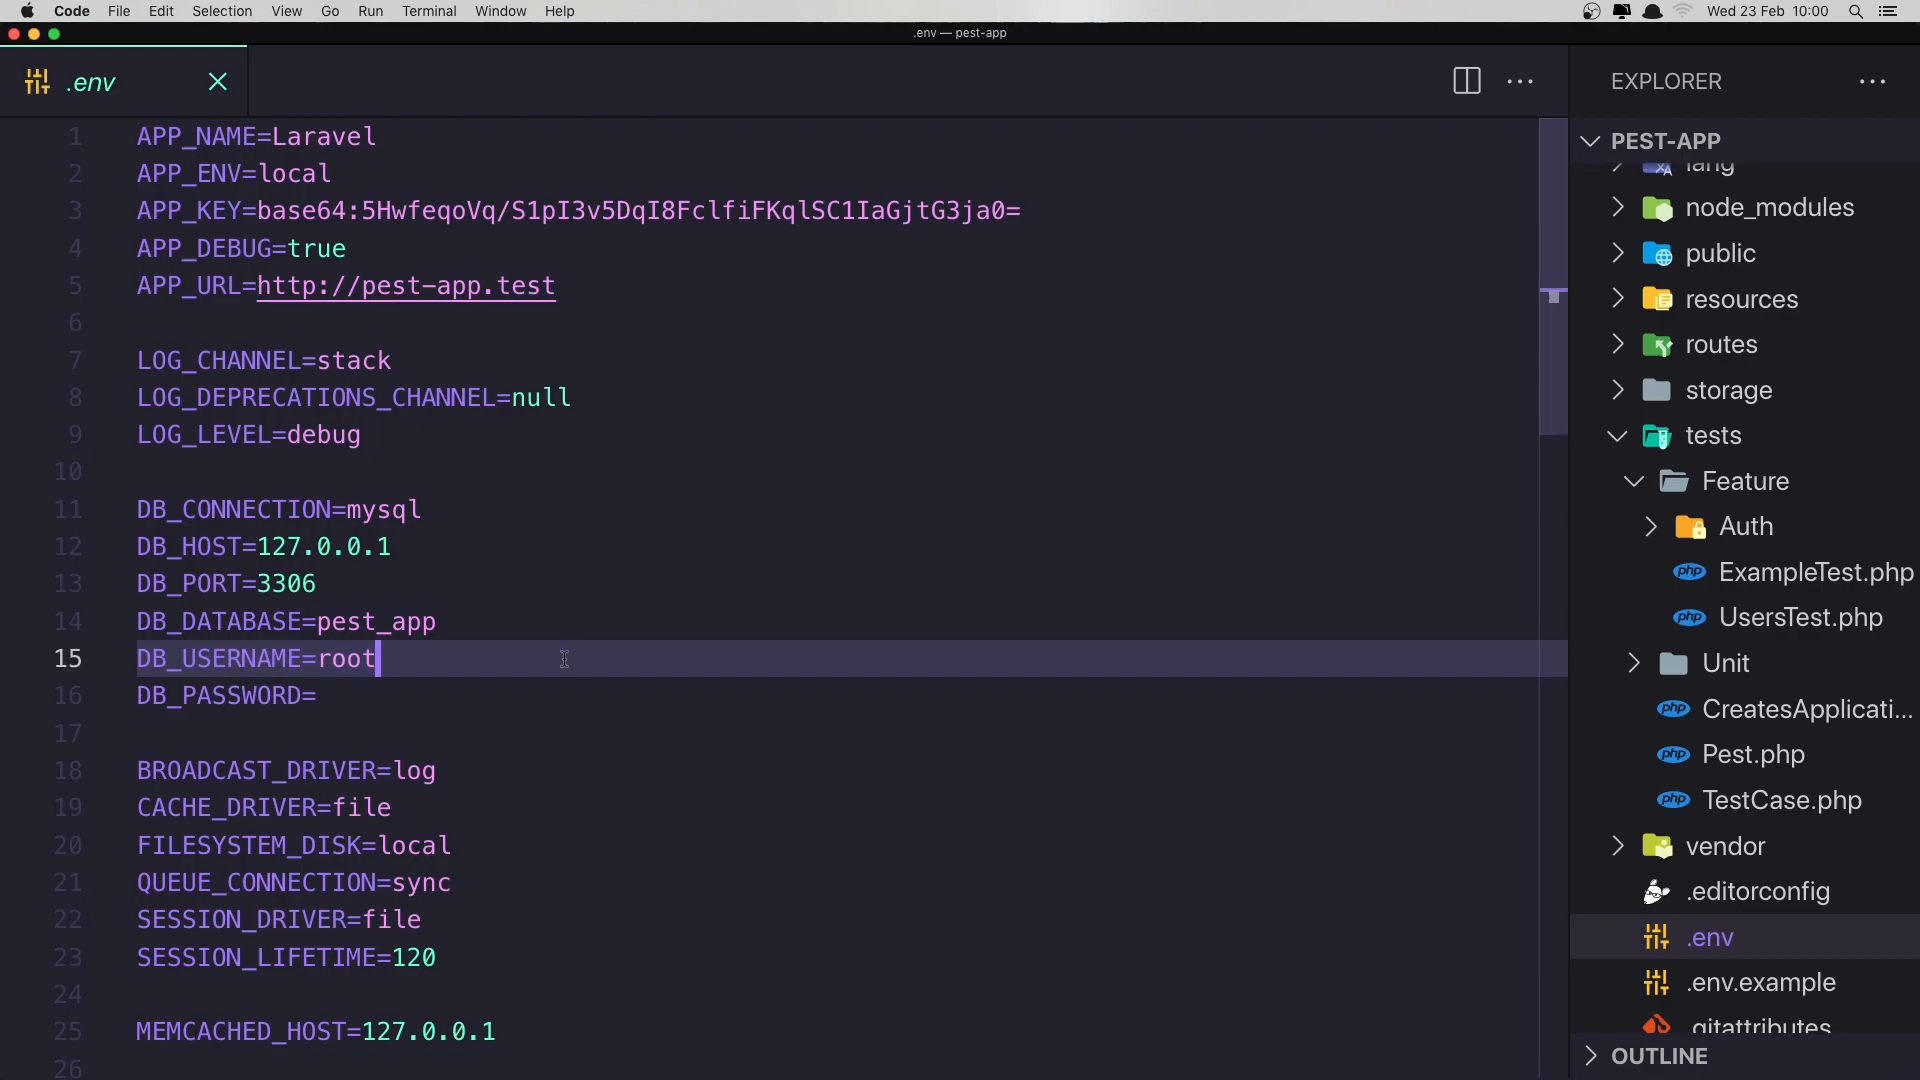 Code File Edit Selection View Go Run Terminal Window Help Wed 23 Feb 10:00
.env — pest-app
.env
1 APP_NAME=Laravel
2 APP_ENV=local
3 APP_KEY=base64:5HwfeqoVq/S1pI3v5DqI8FclfiFKqlSC1IaGjtG3ja0=
4 APP_DEBUG=true
5 APP_URL=http://pest-app.test
6
7 LOG_CHANNEL=stack
8 LOG_DEPRECATIONS_CHANNEL=null
9 LOG_LEVEL=debug
10
11 DB_CONNECTION=mysql
12 DB_HOST=127.0.0.1
13 DB_PORT=3306
14 DB_DATABASE=pest_app
15 DB_USERNAME=root
16 DB_PASSWORD=
17
18 BROADCAST_DRIVER=log
19 CACHE_DRIVER=file
20 FILESYSTEM_DISK=local
21 QUEUE_CONNECTION=sync
22 SESSION_DRIVER=file
23 SESSION_LIFETIME=120
24
25 MEMCACHED_HOST=127.0.0.1
26
EXPLORER
PEST-APP
lang
node_modules
public
resources
routes
storage
tests
Feature
Auth
php ExampleTest.php
php UsersTest.php
Unit
php CreatesApplicati...
php Pest.php
php TestCase.php
vendor
.editorconfig
.env
.env.example
.gitattributes
OUTLINE